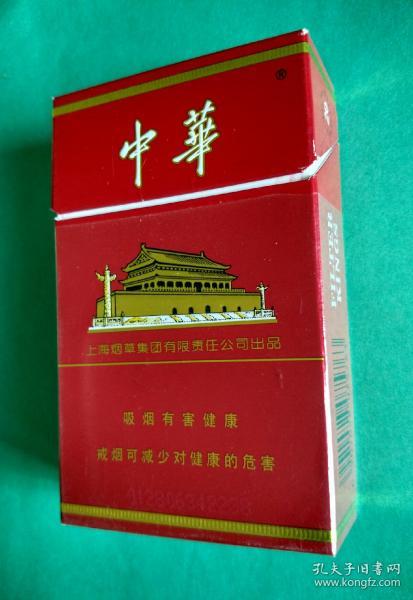 中華
®
上海烟草集团有限责任公司出品
吸烟有害健康
戒烟可减少对健康的危害
孔夫子旧书网
www.kongfz.com